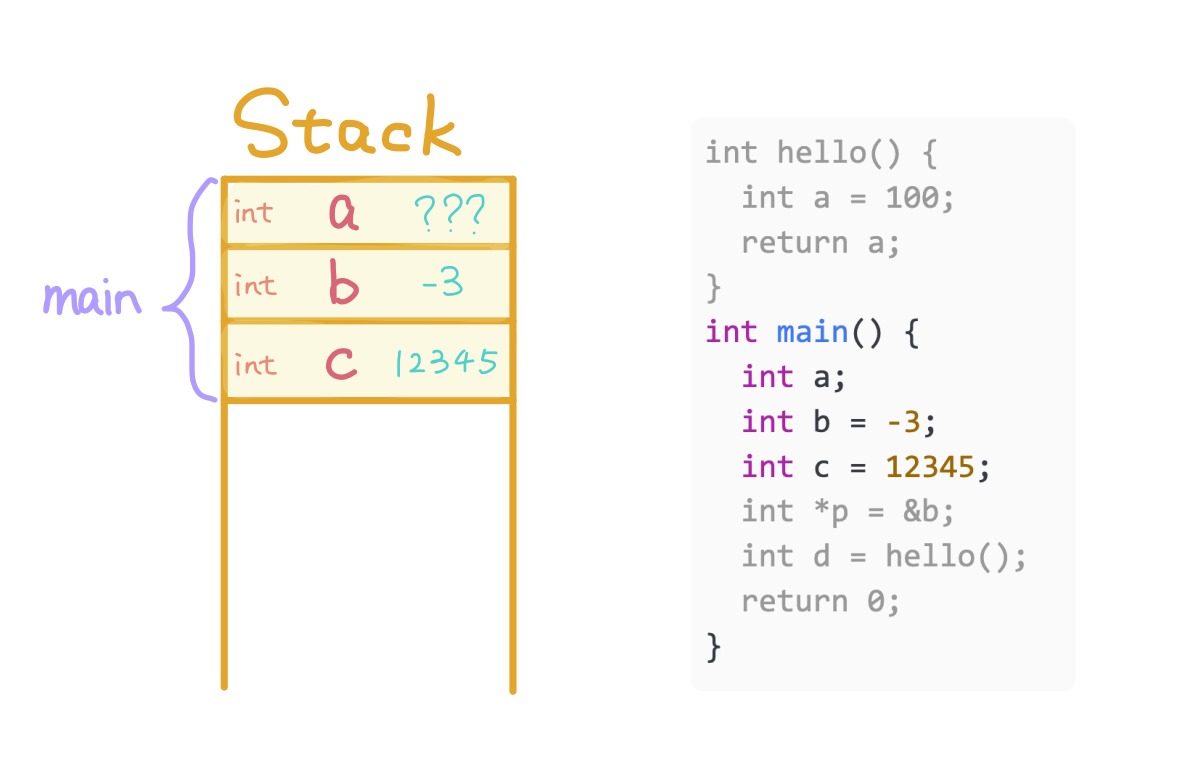 Stack
main
int a ???
int b -3
int c 12345
int hello() {
  int a = 100;
  return a;
}
int main() {
  int a;
  int b = -3;
  int c = 12345;
  int *p = &b;
  int d = hello();
  return 0;
}